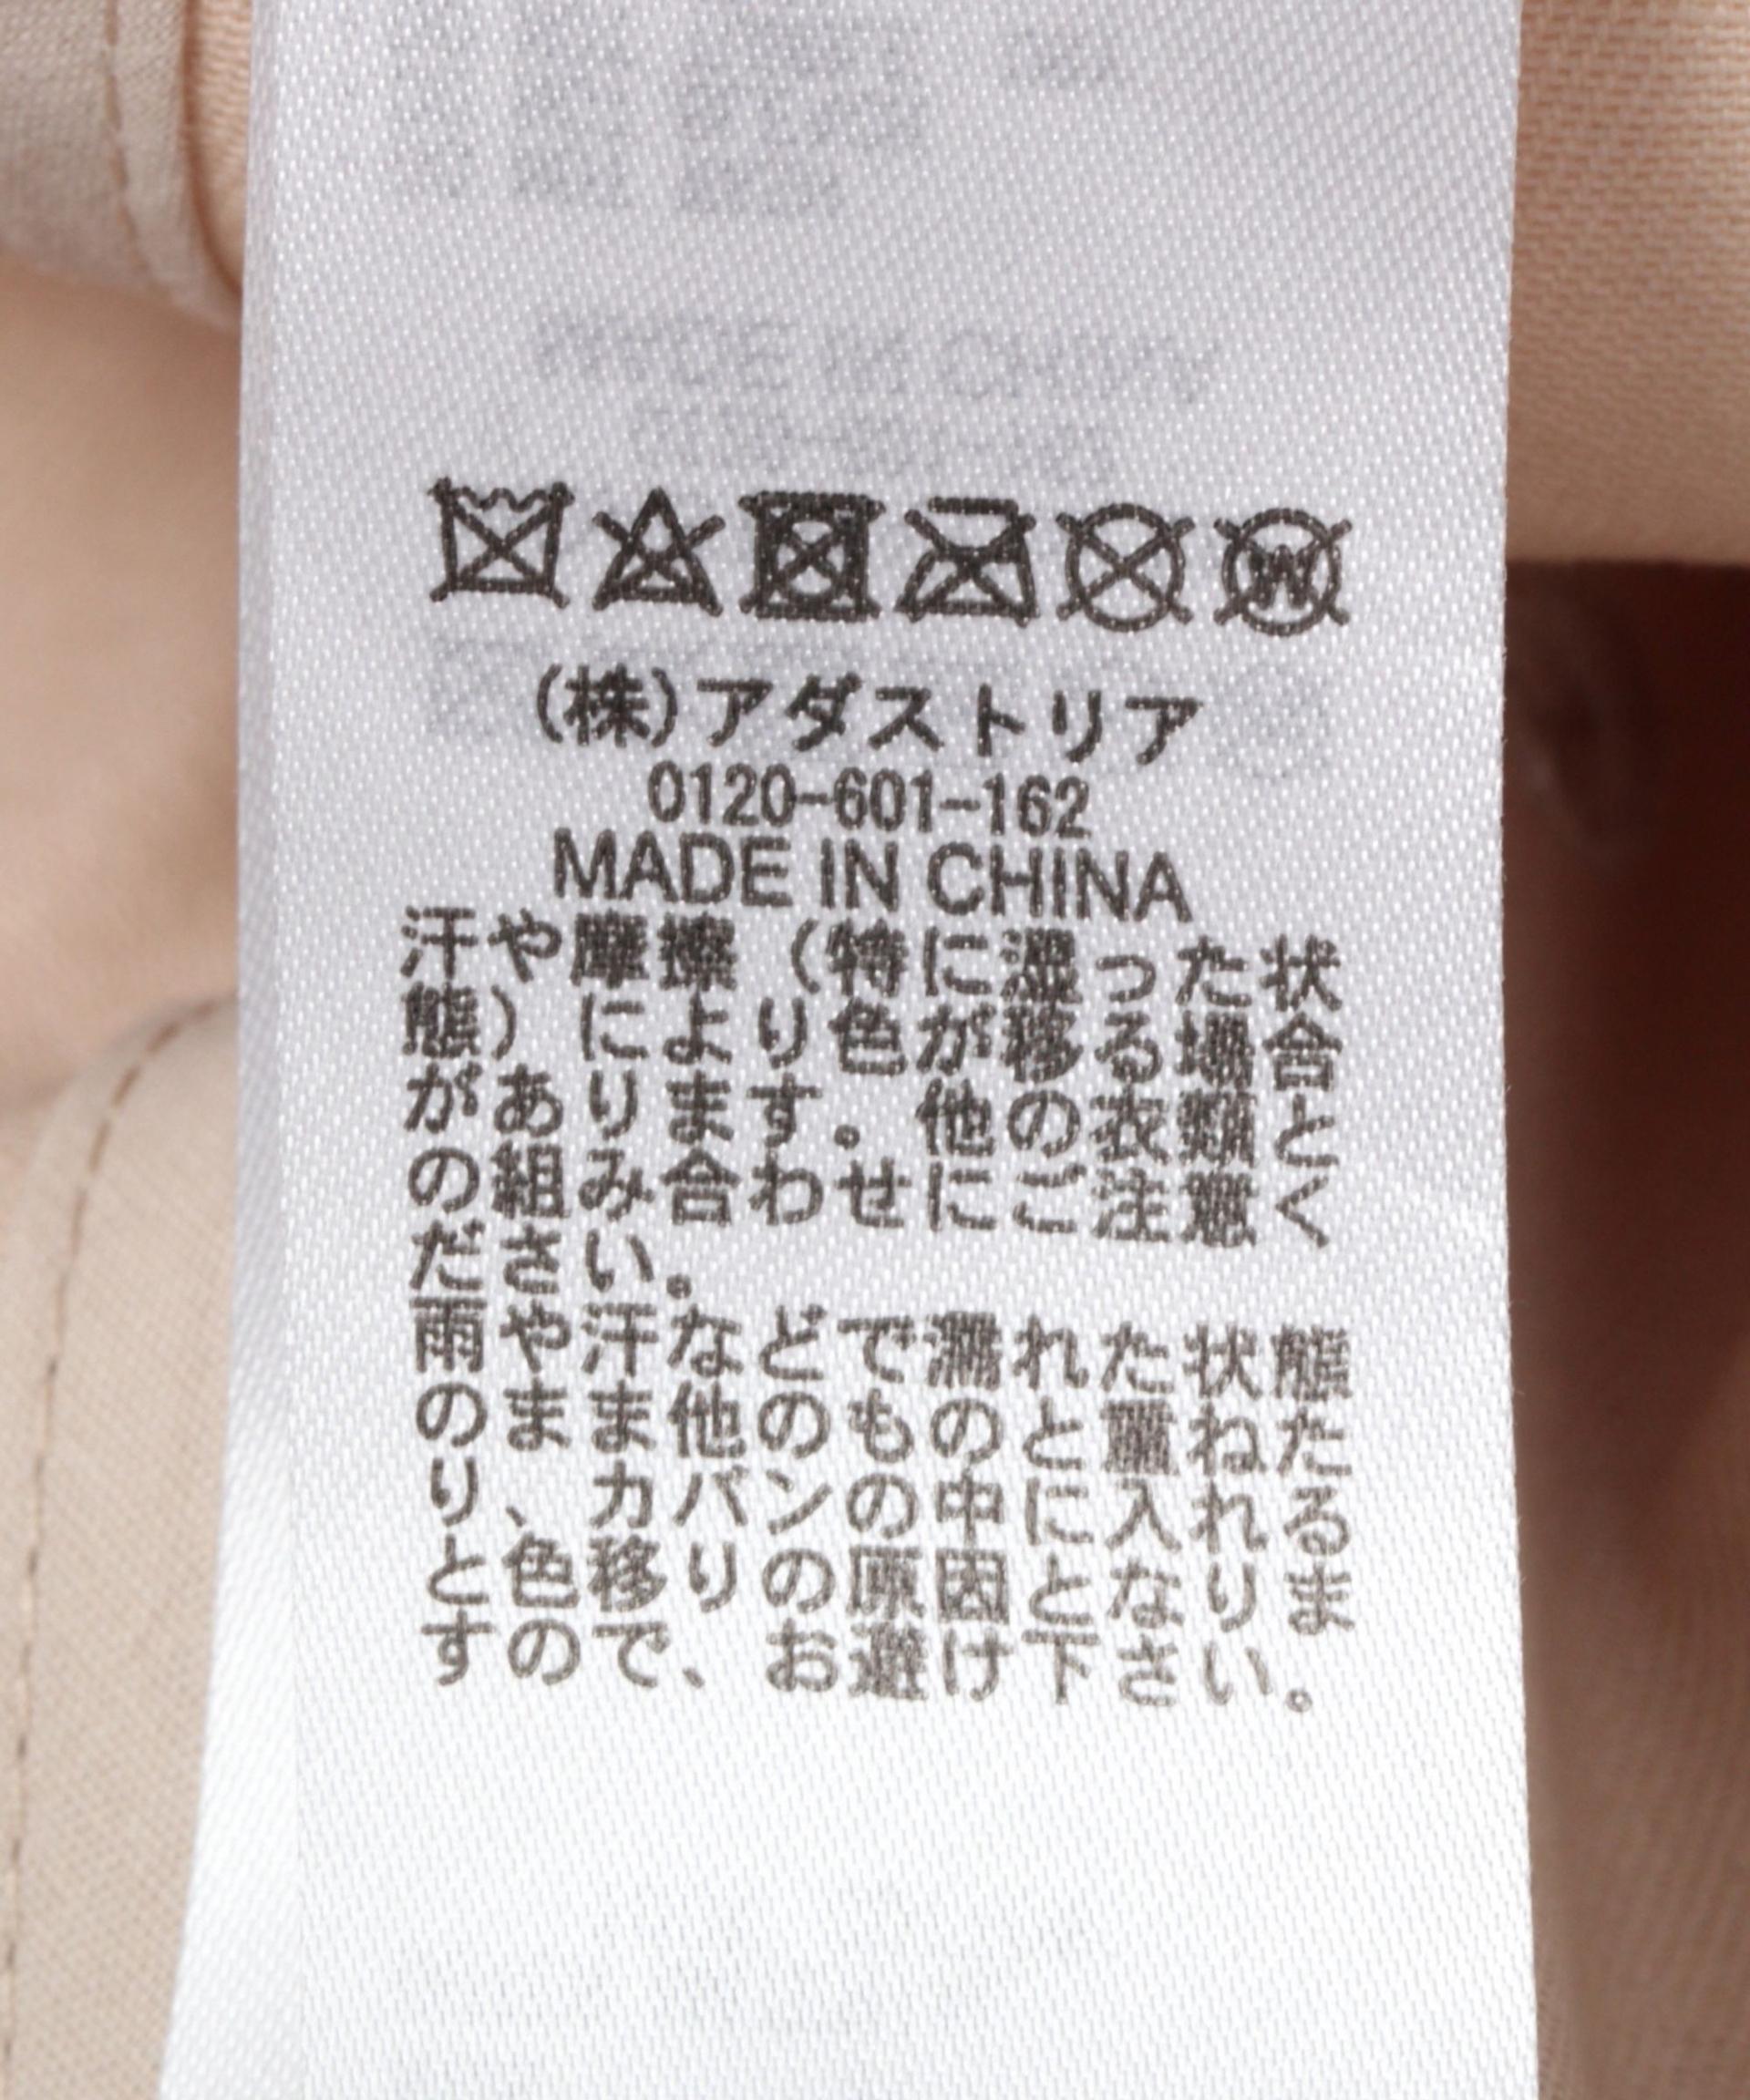 (株)アダストリア
0120-601-162
MADE IN CHINA
汗や摩擦（特に湿った状
態）により色が移る場合
があります。他の衣類と
の組み合わせにご注意く
ださい。
雨や汗などで濡れた状態
のまま他のものと重ねた
り、カバンの中に入れる
と色移りの原因となりま
すので、お避け下さい。